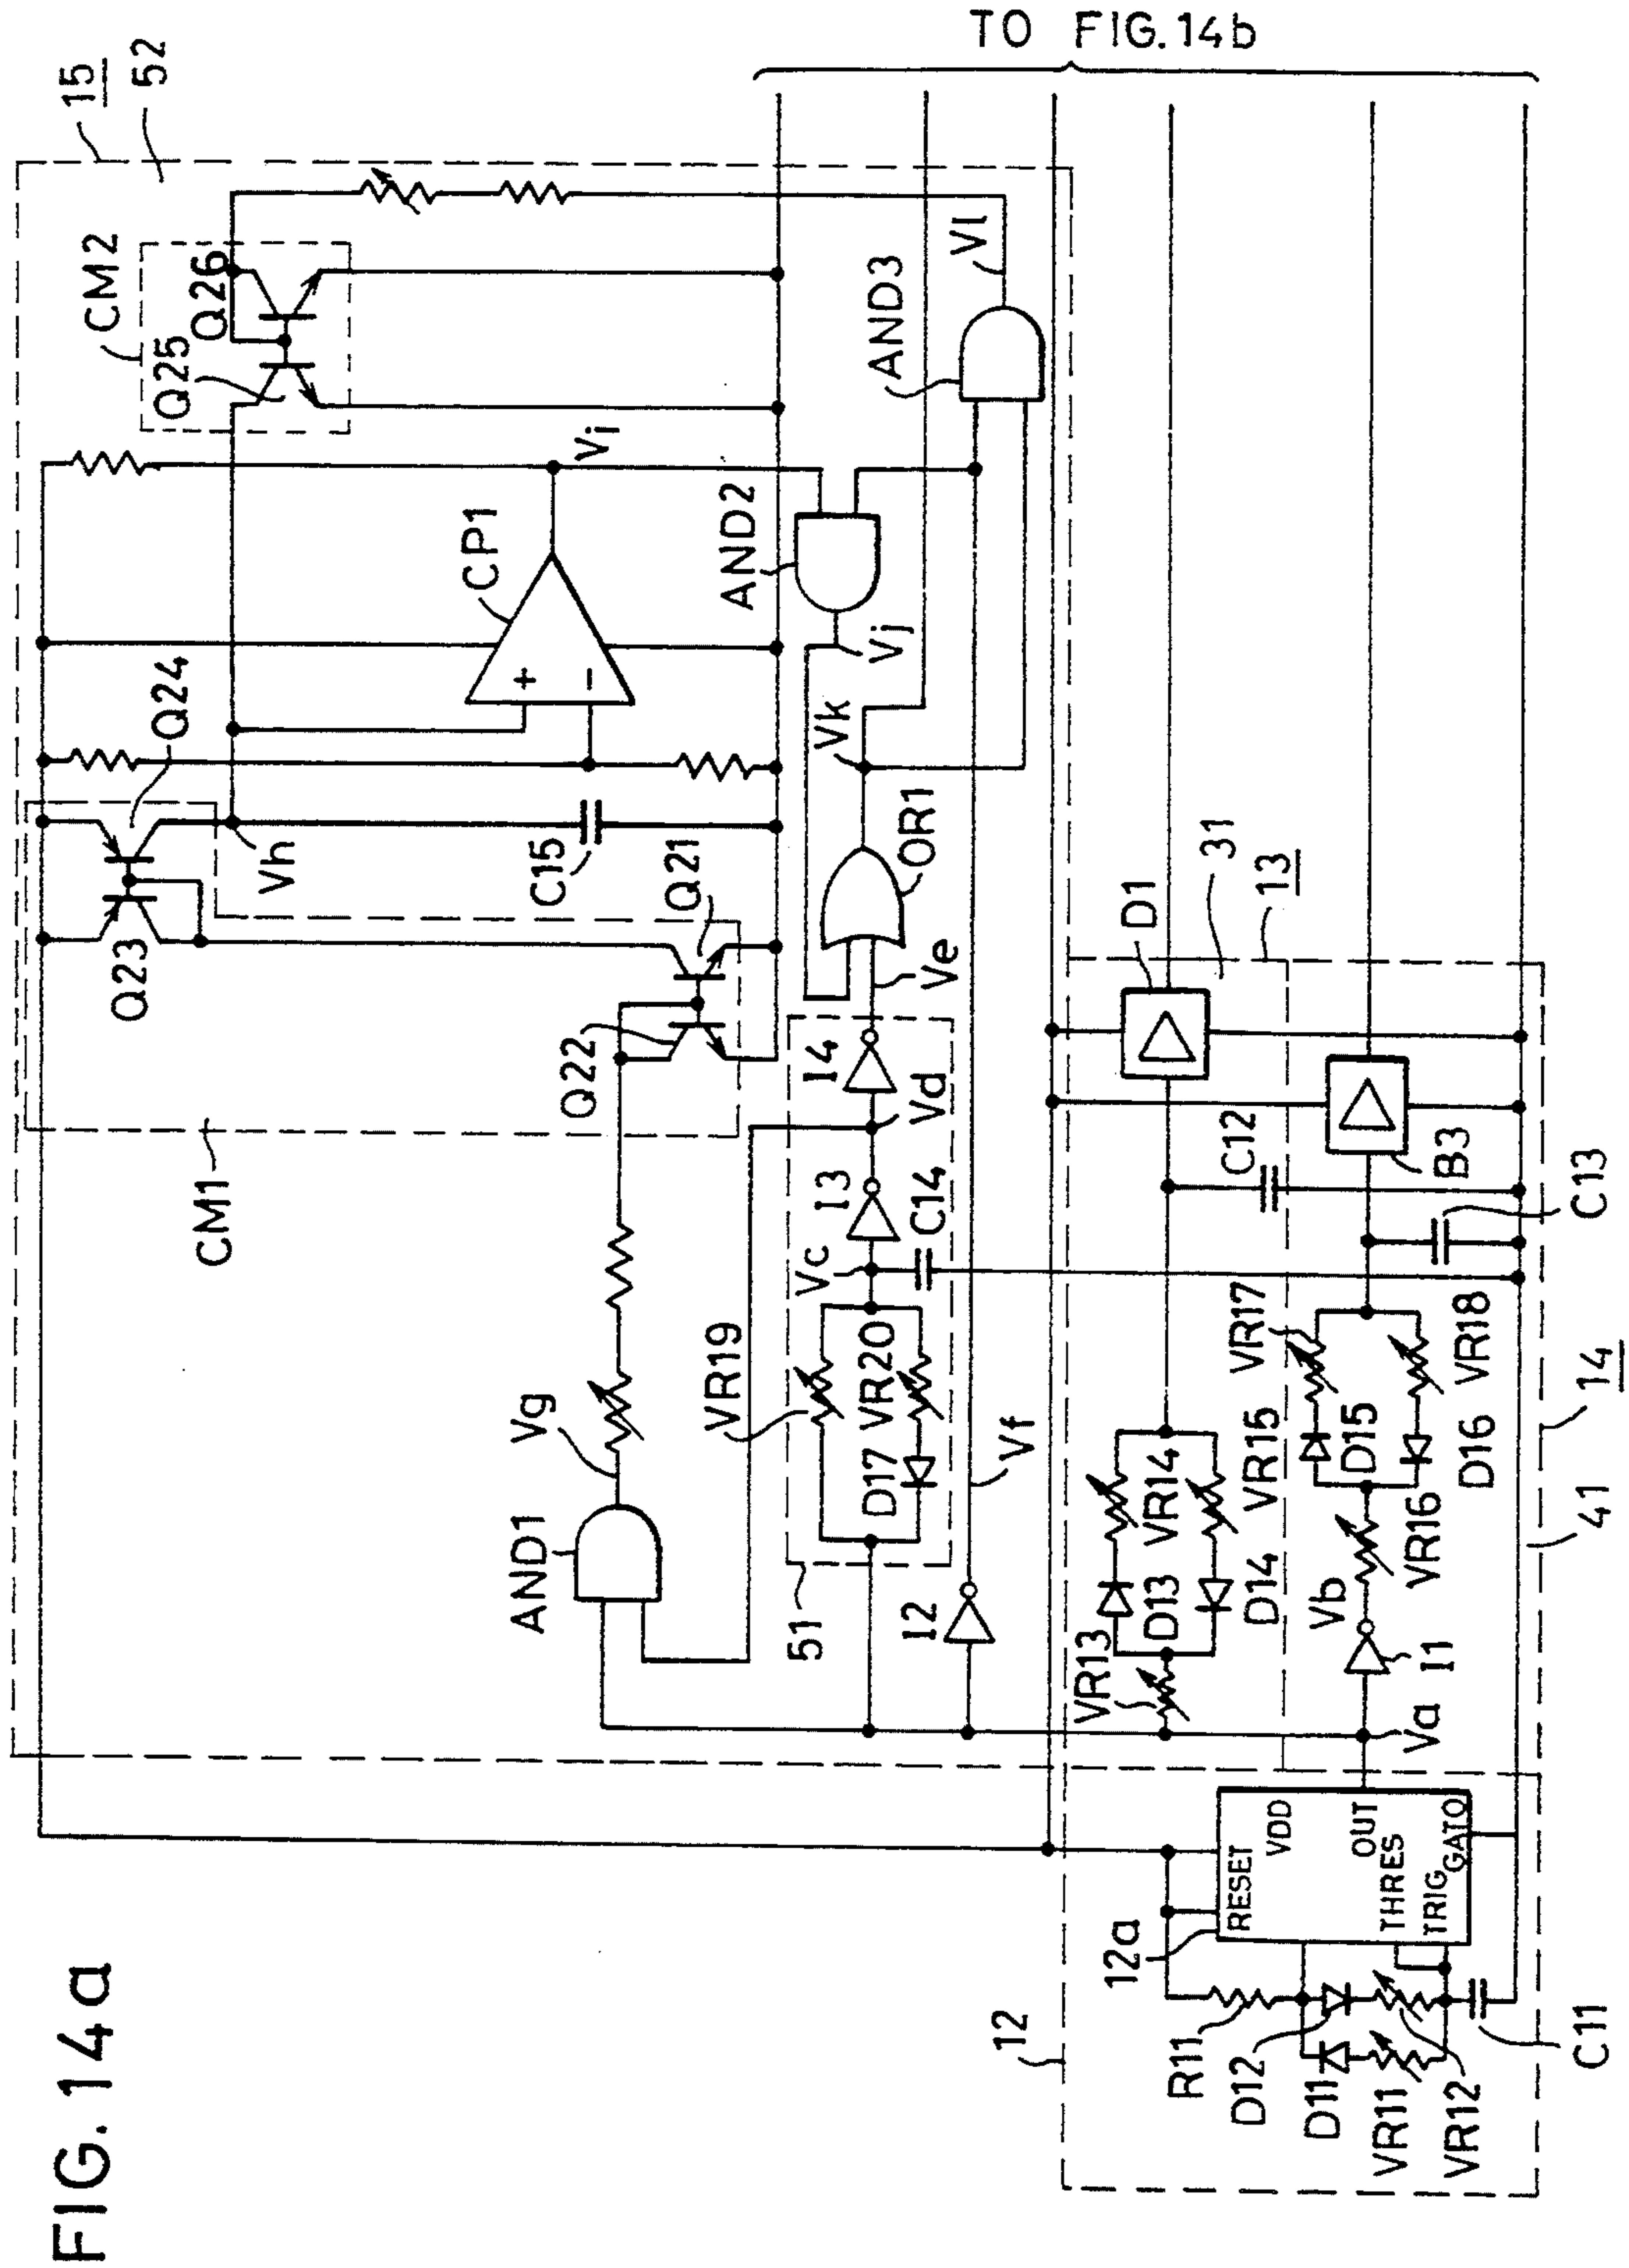 FIG. 14a
TO FIG. 14b
15
52
CM2
Q26
Q25
Vi
CP1
+
-
Q24
Q23
Vh
C15
Q21
Q22
CM1
AND3
Vl
AND2
Vj
Vk
OR1
Ve
I4
Vd
I3
C14
Vc
VR19
VR20
D17
Vg
AND1
51
I2
Vf
D1
31
13
C12
B3
C13
VR17
VR18
VR14
VR15
D15
D16
14
41
VR13
D13
D14
VR16
Vb
I1
Va
12
12a
RESET
VDD
OUT
THRES
TRIG
GATO
R11
D12
D11
VR11
VR12
C11